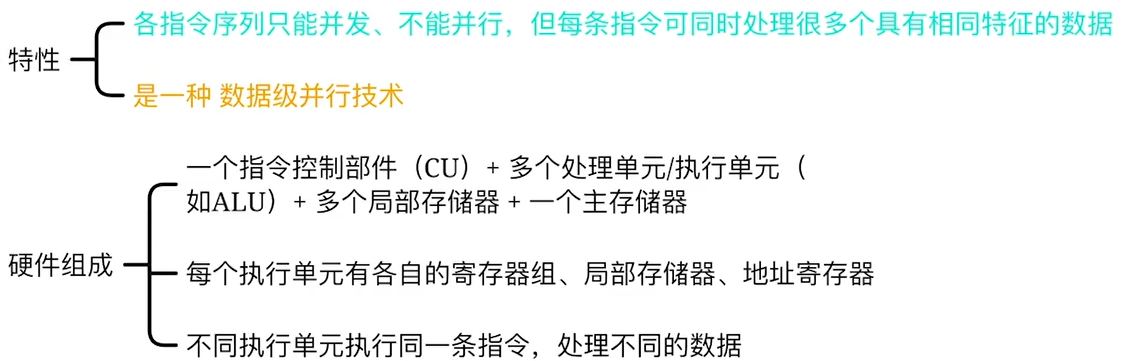 特性
各指令序列只能并发、不能并行，但每条指令可同时处理很多个具有相同特征的数据
是一种 数据级并行技术
硬件组成
一个指令控制部件（CU）+ 多个处理单元/执行单元（
如ALU）+ 多个局部存储器 + 一个主存储器
每个执行单元有各自的寄存器组、局部存储器、地址寄存器
不同执行单元执行同一条指令，处理不同的数据